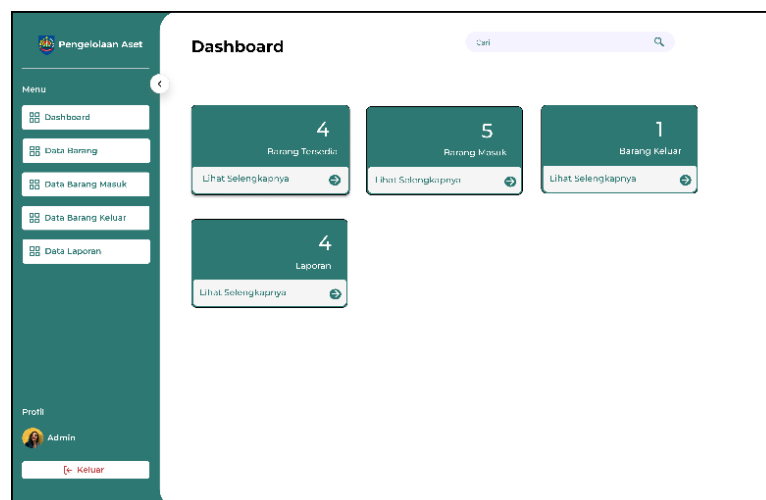 Pengelolaan Aset
Menu
Dashboard
Data Barang
Data Barang Masuk
Data Barang Keluar
Data Laporan
Profil
Admin
Keluar
Dashboard
Cari
4
Barang Tersedia
Lihat Selengkapnya
5
Barang Masuk
Lihat Selengkapnya
1
Barang Keluar
Lihat Selengkapnya
4
Laporan
Lihat Selengkapnya